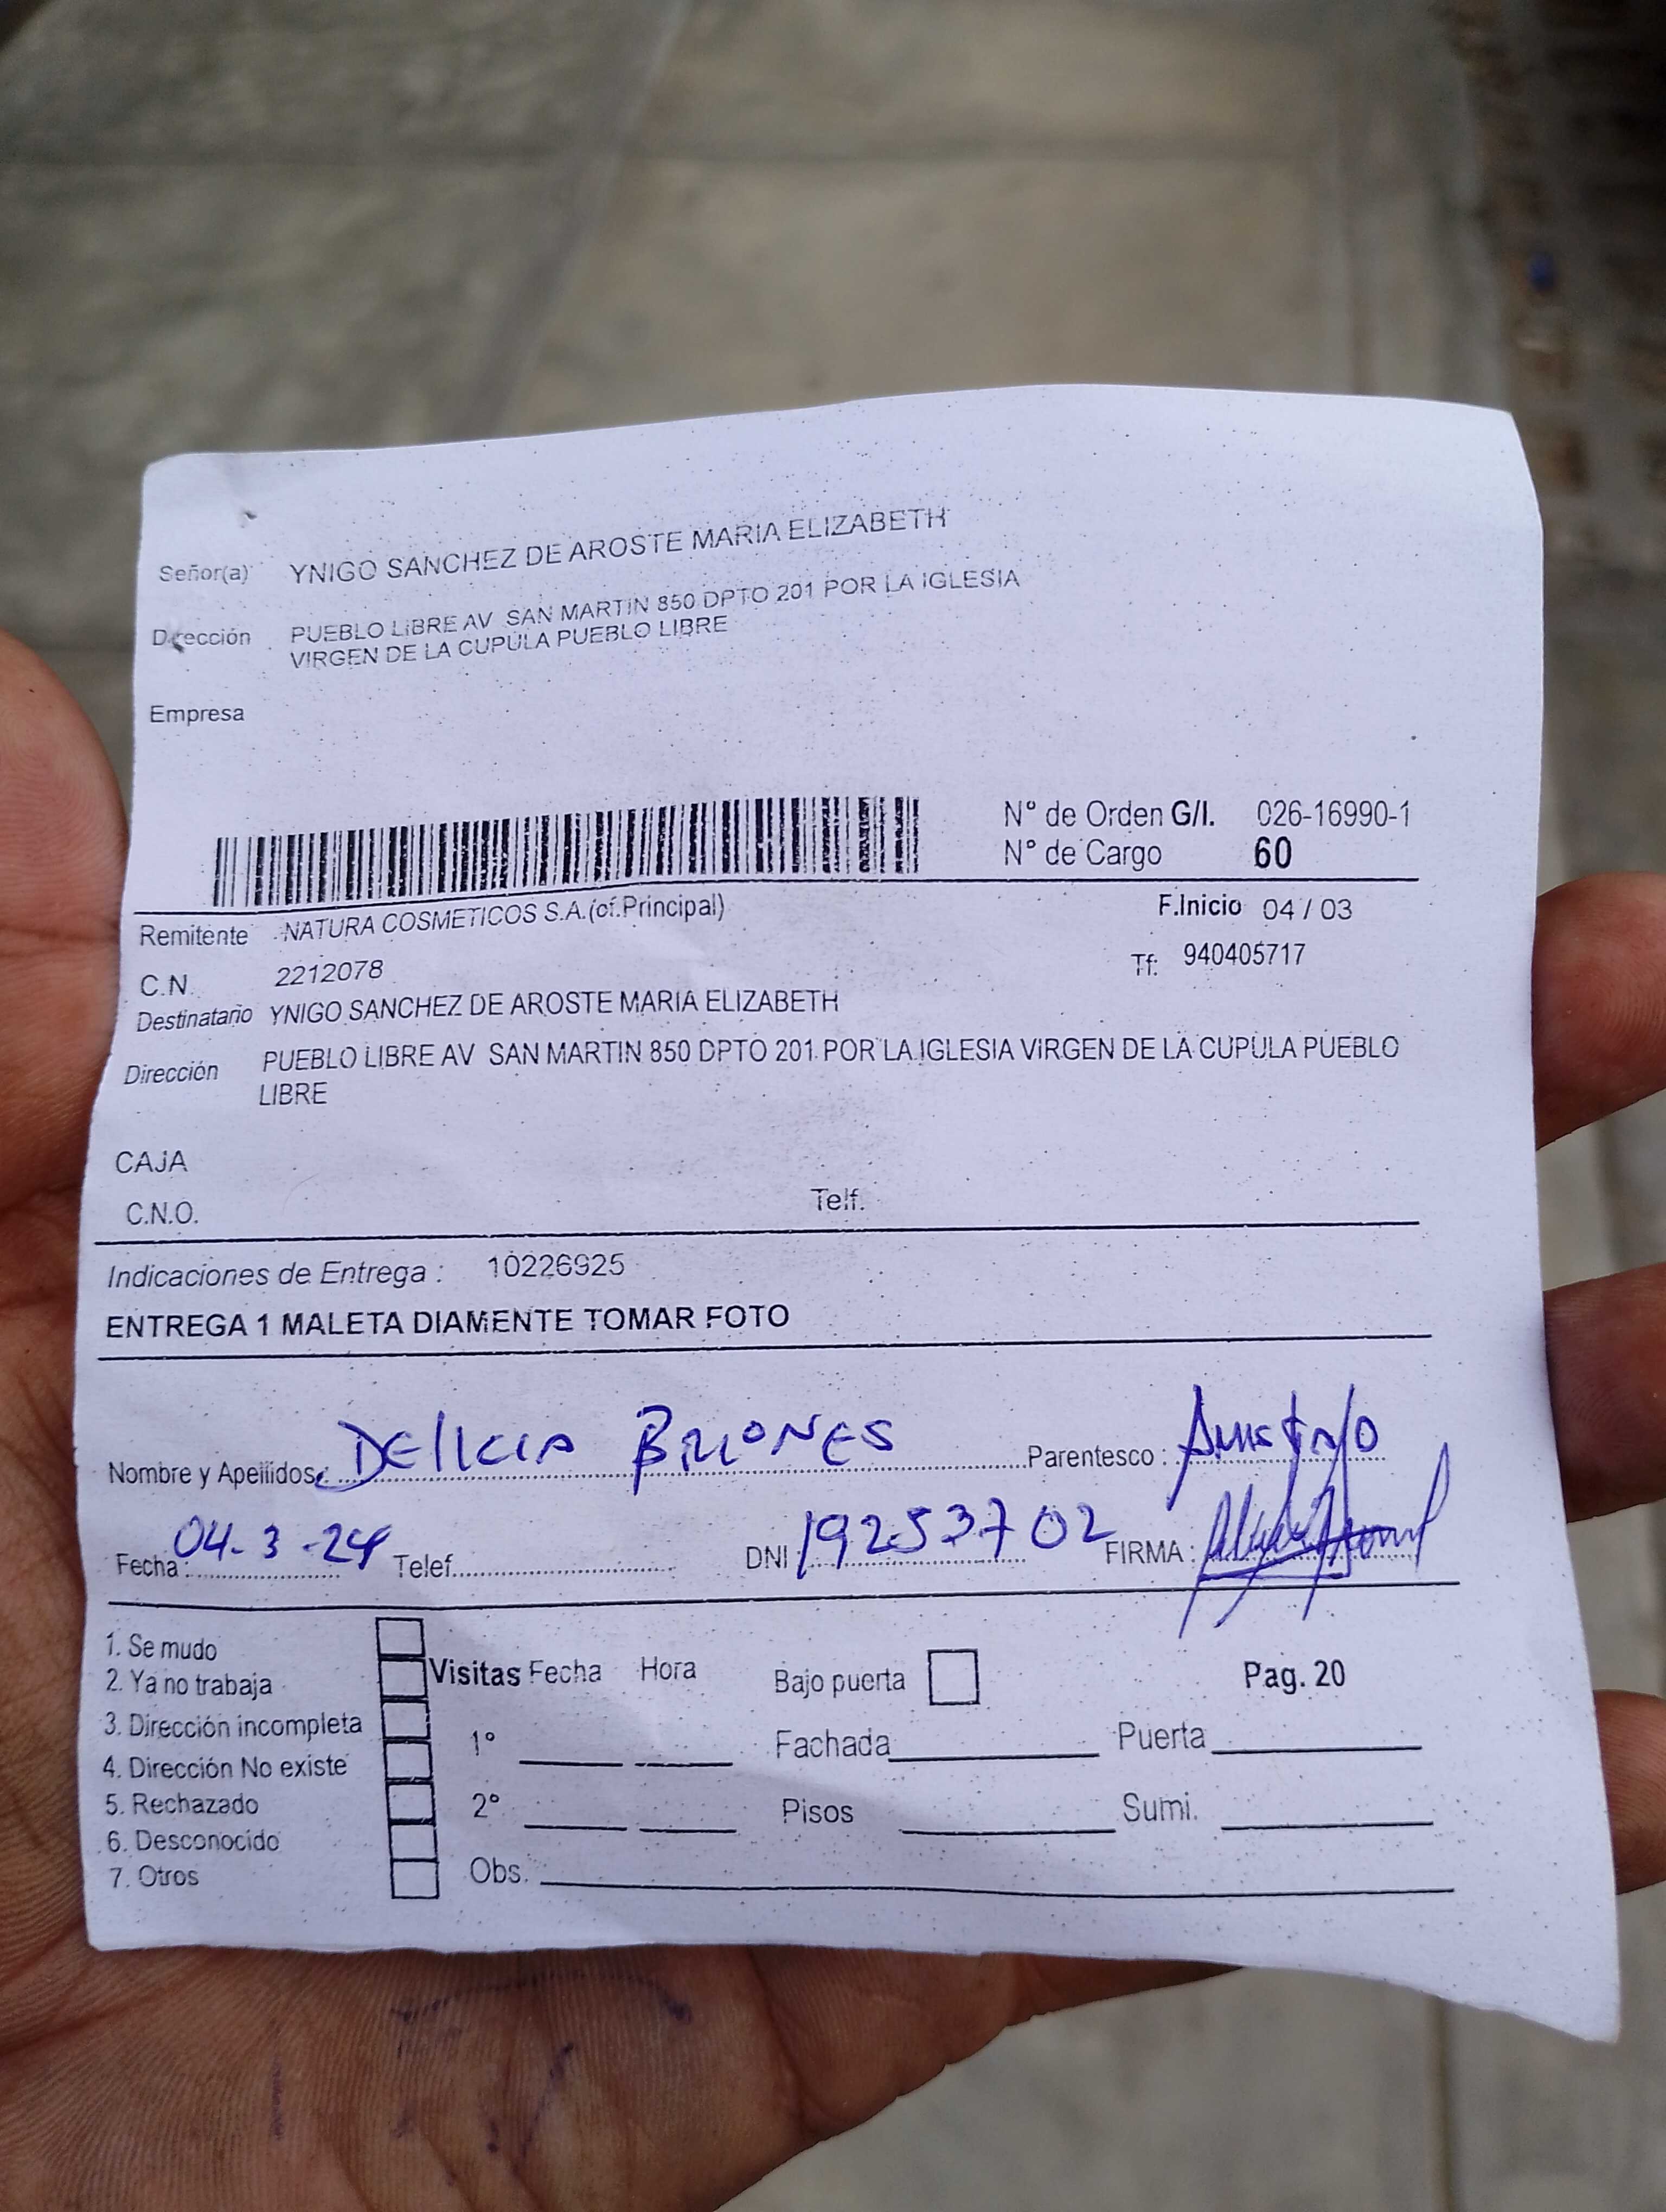 Señor(a) YNIGO SANCHEZ DE AROSTE MARIA ELIZABETH
Dirección PUEBLO LIBRE AV SAN MARTIN 850 DPTO 201 POR LA IGLESIA
VIRGEN DE LA CUPULA PUEBLO LIBRE
Empresa
Nº de Orden G/I. 026-16990-1
Nº de Cargo 60
Remitente NATURA COSMETICOS S.A.(of.Principal) F.Inicio 04 / 03
C.N. 2212078 Tf: 940405717
Destinatario YNIGO SANCHEZ DE AROSTE MARIA ELIZABETH
Dirección PUEBLO LIBRE AV SAN MARTIN 850 DPTO 201 POR LA IGLESIA VIRGEN DE LA CUPULA PUEBLO
LIBRE
CAJA
C.N.O. Telf.
Indicaciones de Entrega : 10226925
ENTREGA 1 MALETA DIAMENTE TOMAR FOTO
Nombre y Apellidos: DELICIA BRIONES Parentesco :
Fecha: 04-3-24 Telef. DNI: 19253702 FIRMA :
1. Se mudo
2. Ya no trabaja Visitas Fecha Hora Bajo puerta Pag. 20
3. Dirección incompleta
4. Dirección No existe 1º Fachada Puerta
5. Rechazado 2º Pisos Sumi.
6. Desconocido
7. Otros Obs.